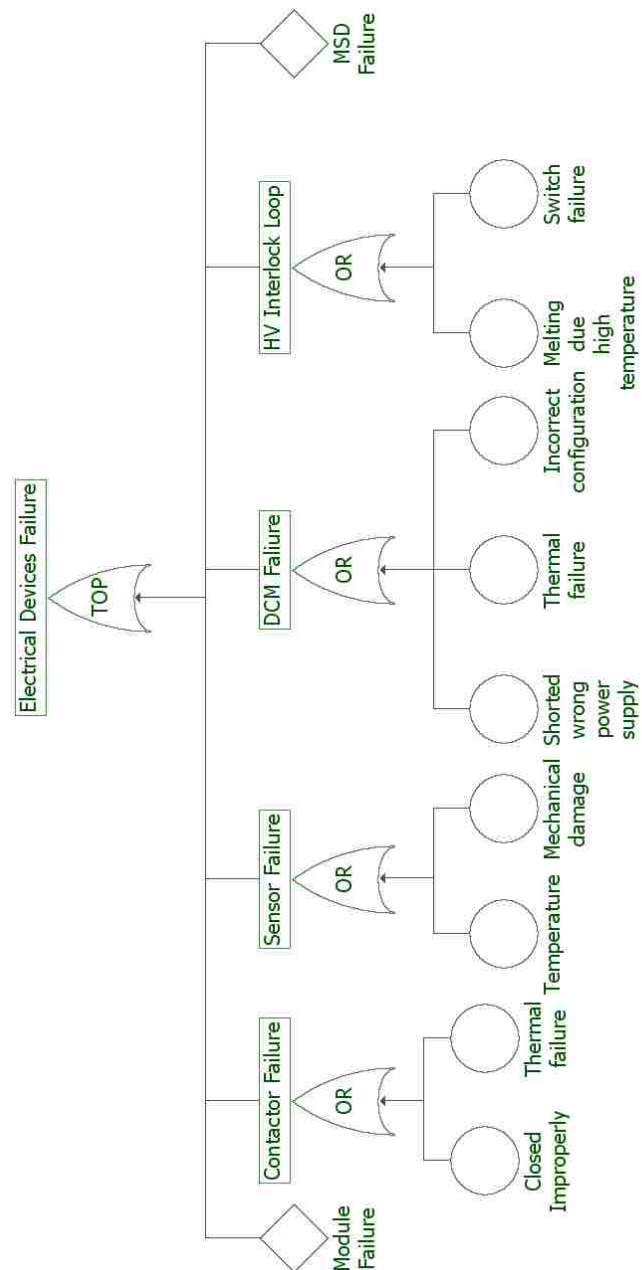 Electrical Devices Failure
TOP
Module
Failure
Contactor Failure
OR
Closed
Improperly
Thermal
failure
Sensor Failure
OR
Temperature
Mechanical
damage
DCM Faliure
OR
Shorted
wrong
power
supply
Thermal
failure
Incorrect
configuration
HV Interlock Loop
OR
Melting
due
high
temperature
Switch
failure
MSD
Failure